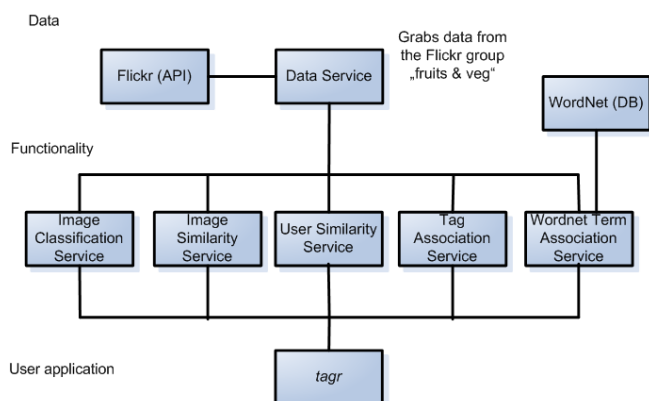 Data
Grabs data from
the Flickr group
„fruits & veg“
Flickr (API)
Data Service
WordNet (DB)
Functionality
Image
Classification
Service
Image
Similarity
Service
User Similarity
Service
Tag
Association
Service
Wordnet Term
Association
Service
User application
tagr